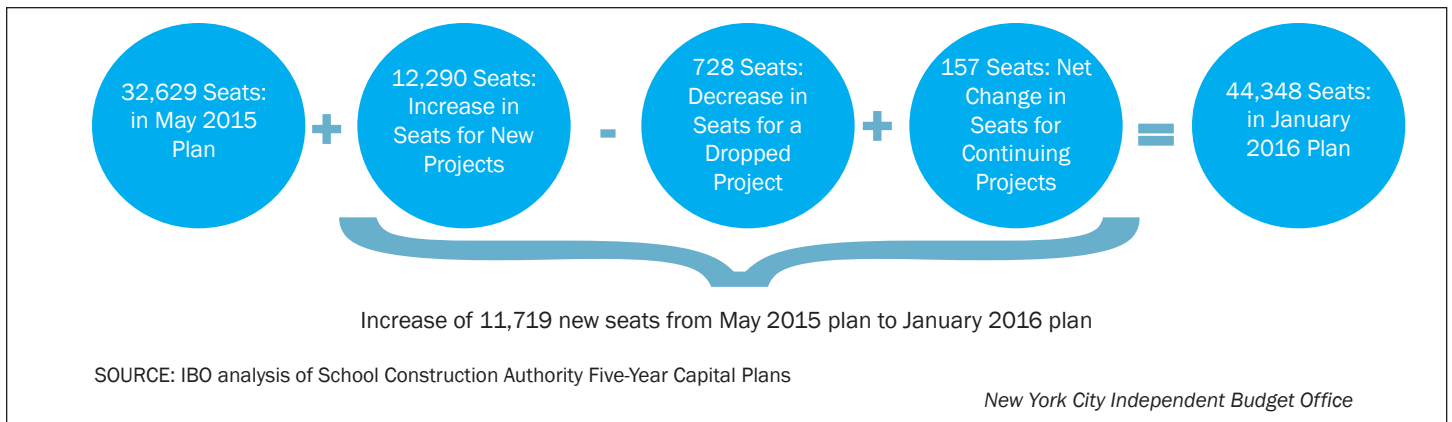 32,629 Seats:
in May 2015
Plan
+
12,290 Seats:
Increase in
Seats for New
Projects
-
728 Seats:
Decrease in
Seats for a
Dropped
Project
+
157 Seats: Net
Change in
Seats for
Continuing
Projects
=
44,348 Seats:
in January
2016 Plan
Increase of 11,719 new seats from May 2015 plan to January 2016 plan
SOURCE: IBO analysis of School Construction Authority Five-Year Capital Plans
New York City Independent Budget Office